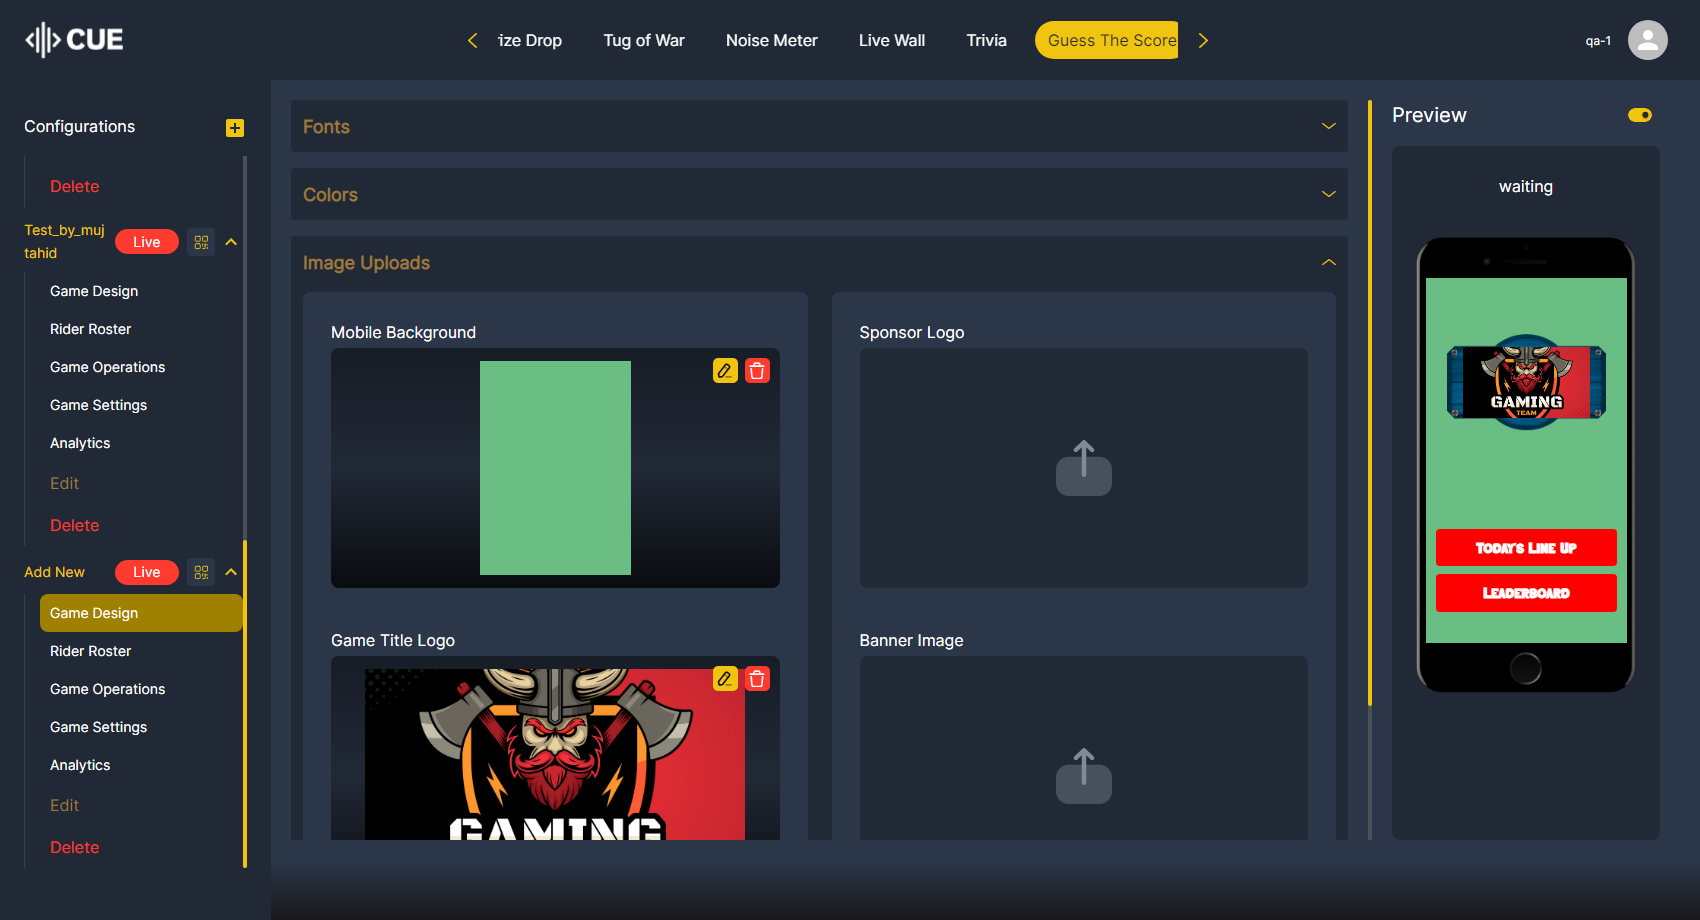 CUE
ize Drop
Tug of War
Noise Meter
Live Wall
Trivia
Guess The Score
qa-1
Configurations
Delete
Test_by_muj
tahid
Live
Game Design
Rider Roster
Game Operations
Game Settings
Analytics
Edit
Delete
Add New
Live
Game Design
Rider Roster
Game Operations
Game Settings
Analytics
Edit
Delete
Fonts
Colors
Image Uploads
Mobile Background
Sponsor Logo
Game Title Logo
GAMING
Banner Image
Preview
waiting
GAMING
TEAM
Today's Line Up
Leaderboard